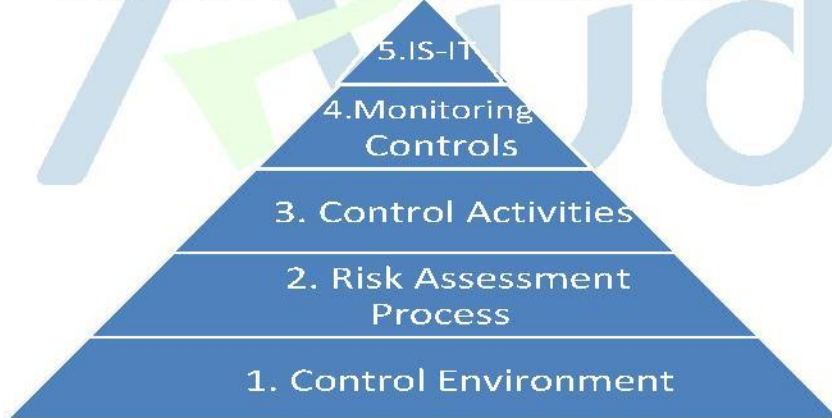 5.IS-IT
4.Monitoring
Controls
3. Control Activities
2. Risk Assessment
Process
1. Control Environment